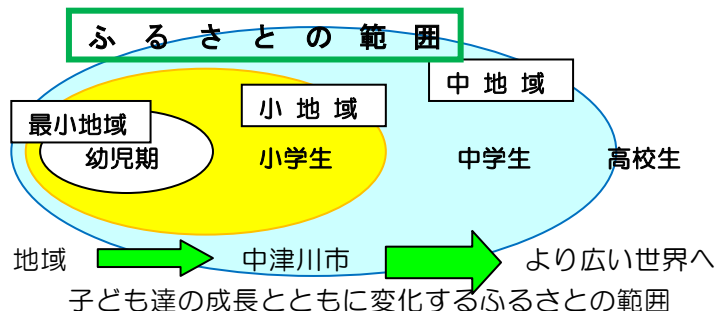 ふるさとの範囲
中地域
小地域
最小地域
幼児期 小学生 中学生 高校生
地域 中津川市 より広い世界へ
子ども達の成長とともに変化するふるさとの範囲